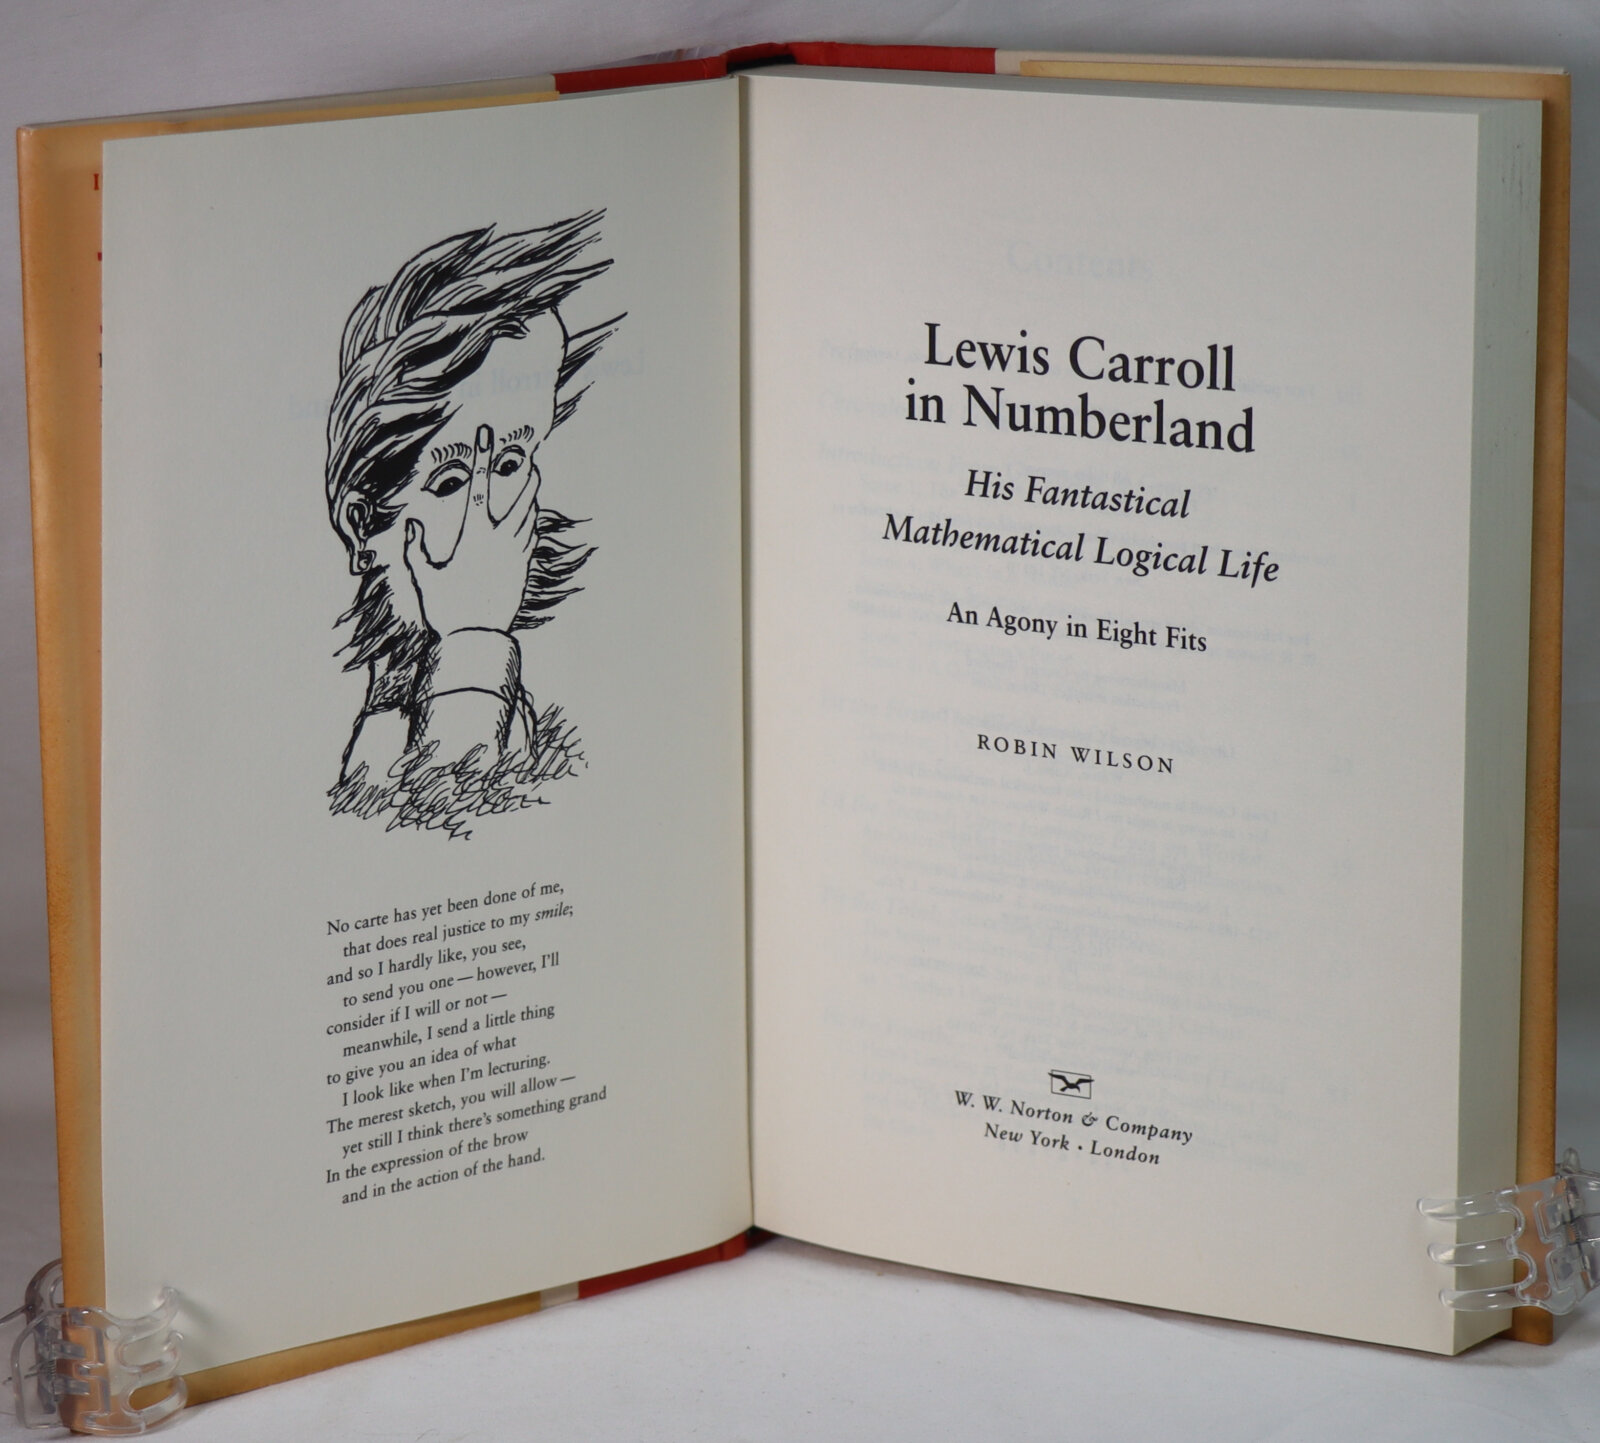 No carte has yet been done of me,
that does real justice to my smile;
and so I hardly like, you see,
to send you one — however, I'll
consider if I will or not —
meanwhile, I send a little thing
to give you an idea of what
I look like when I'm lecturing.
The merest sketch, you will allow —
yet still I think there's something grand
In the expression of the brow
and in the action of the hand.
Contents
Lewis Carroll
in Numberland
His Fantastical
Mathematical Logical Life
An Agony in Eight Fits
ROBIN WILSON
W. W. Norton & Company
New York • London